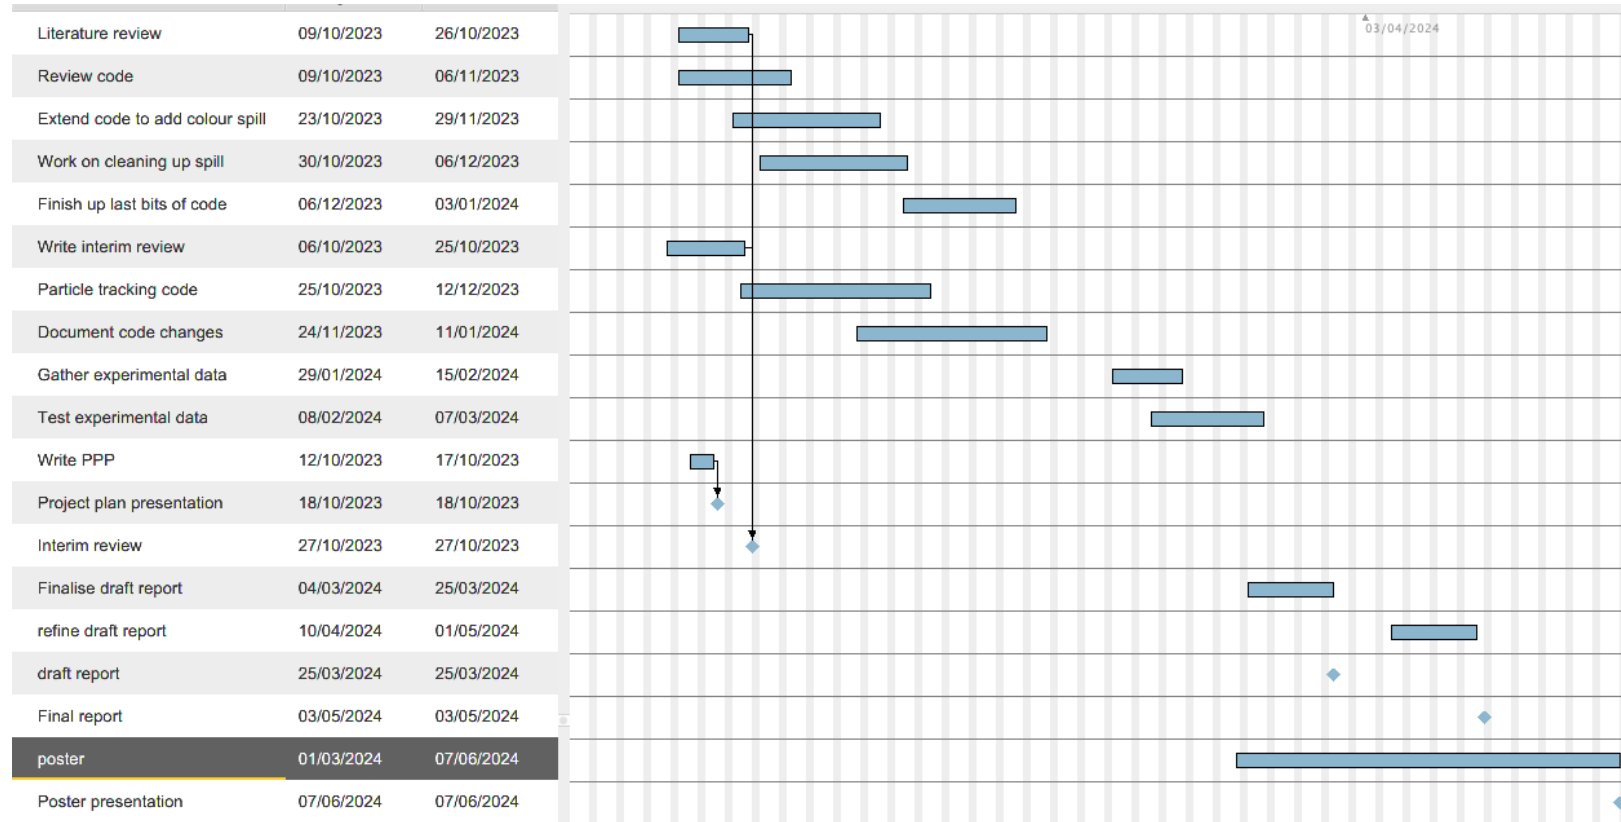 Literature review 09/10/2023 26/10/2023
03/04/2024
Review code 09/10/2023 06/11/2023
Extend code to add colour spill 23/10/2023 29/11/2023
Work on cleaning up spill 30/10/2023 06/12/2023
Finish up last bits of code 06/12/2023 03/01/2024
Write interim review 06/10/2023 25/10/2023
Particle tracking code 25/10/2023 12/12/2023
Document code changes 24/11/2023 11/01/2024
Gather experimental data 29/01/2024 15/02/2024
Test experimental data 08/02/2024 07/03/2024
Write PPP 12/10/2023 17/10/2023
Project plan presentation 18/10/2023 18/10/2023
Interim review 27/10/2023 27/10/2023
Finalise draft report 04/03/2024 25/03/2024
refine draft report 10/04/2024 01/05/2024
draft report 25/03/2024 25/03/2024
Final report 03/05/2024 03/05/2024
poster 01/03/2024 07/06/2024
Poster presentation 07/06/2024 07/06/2024